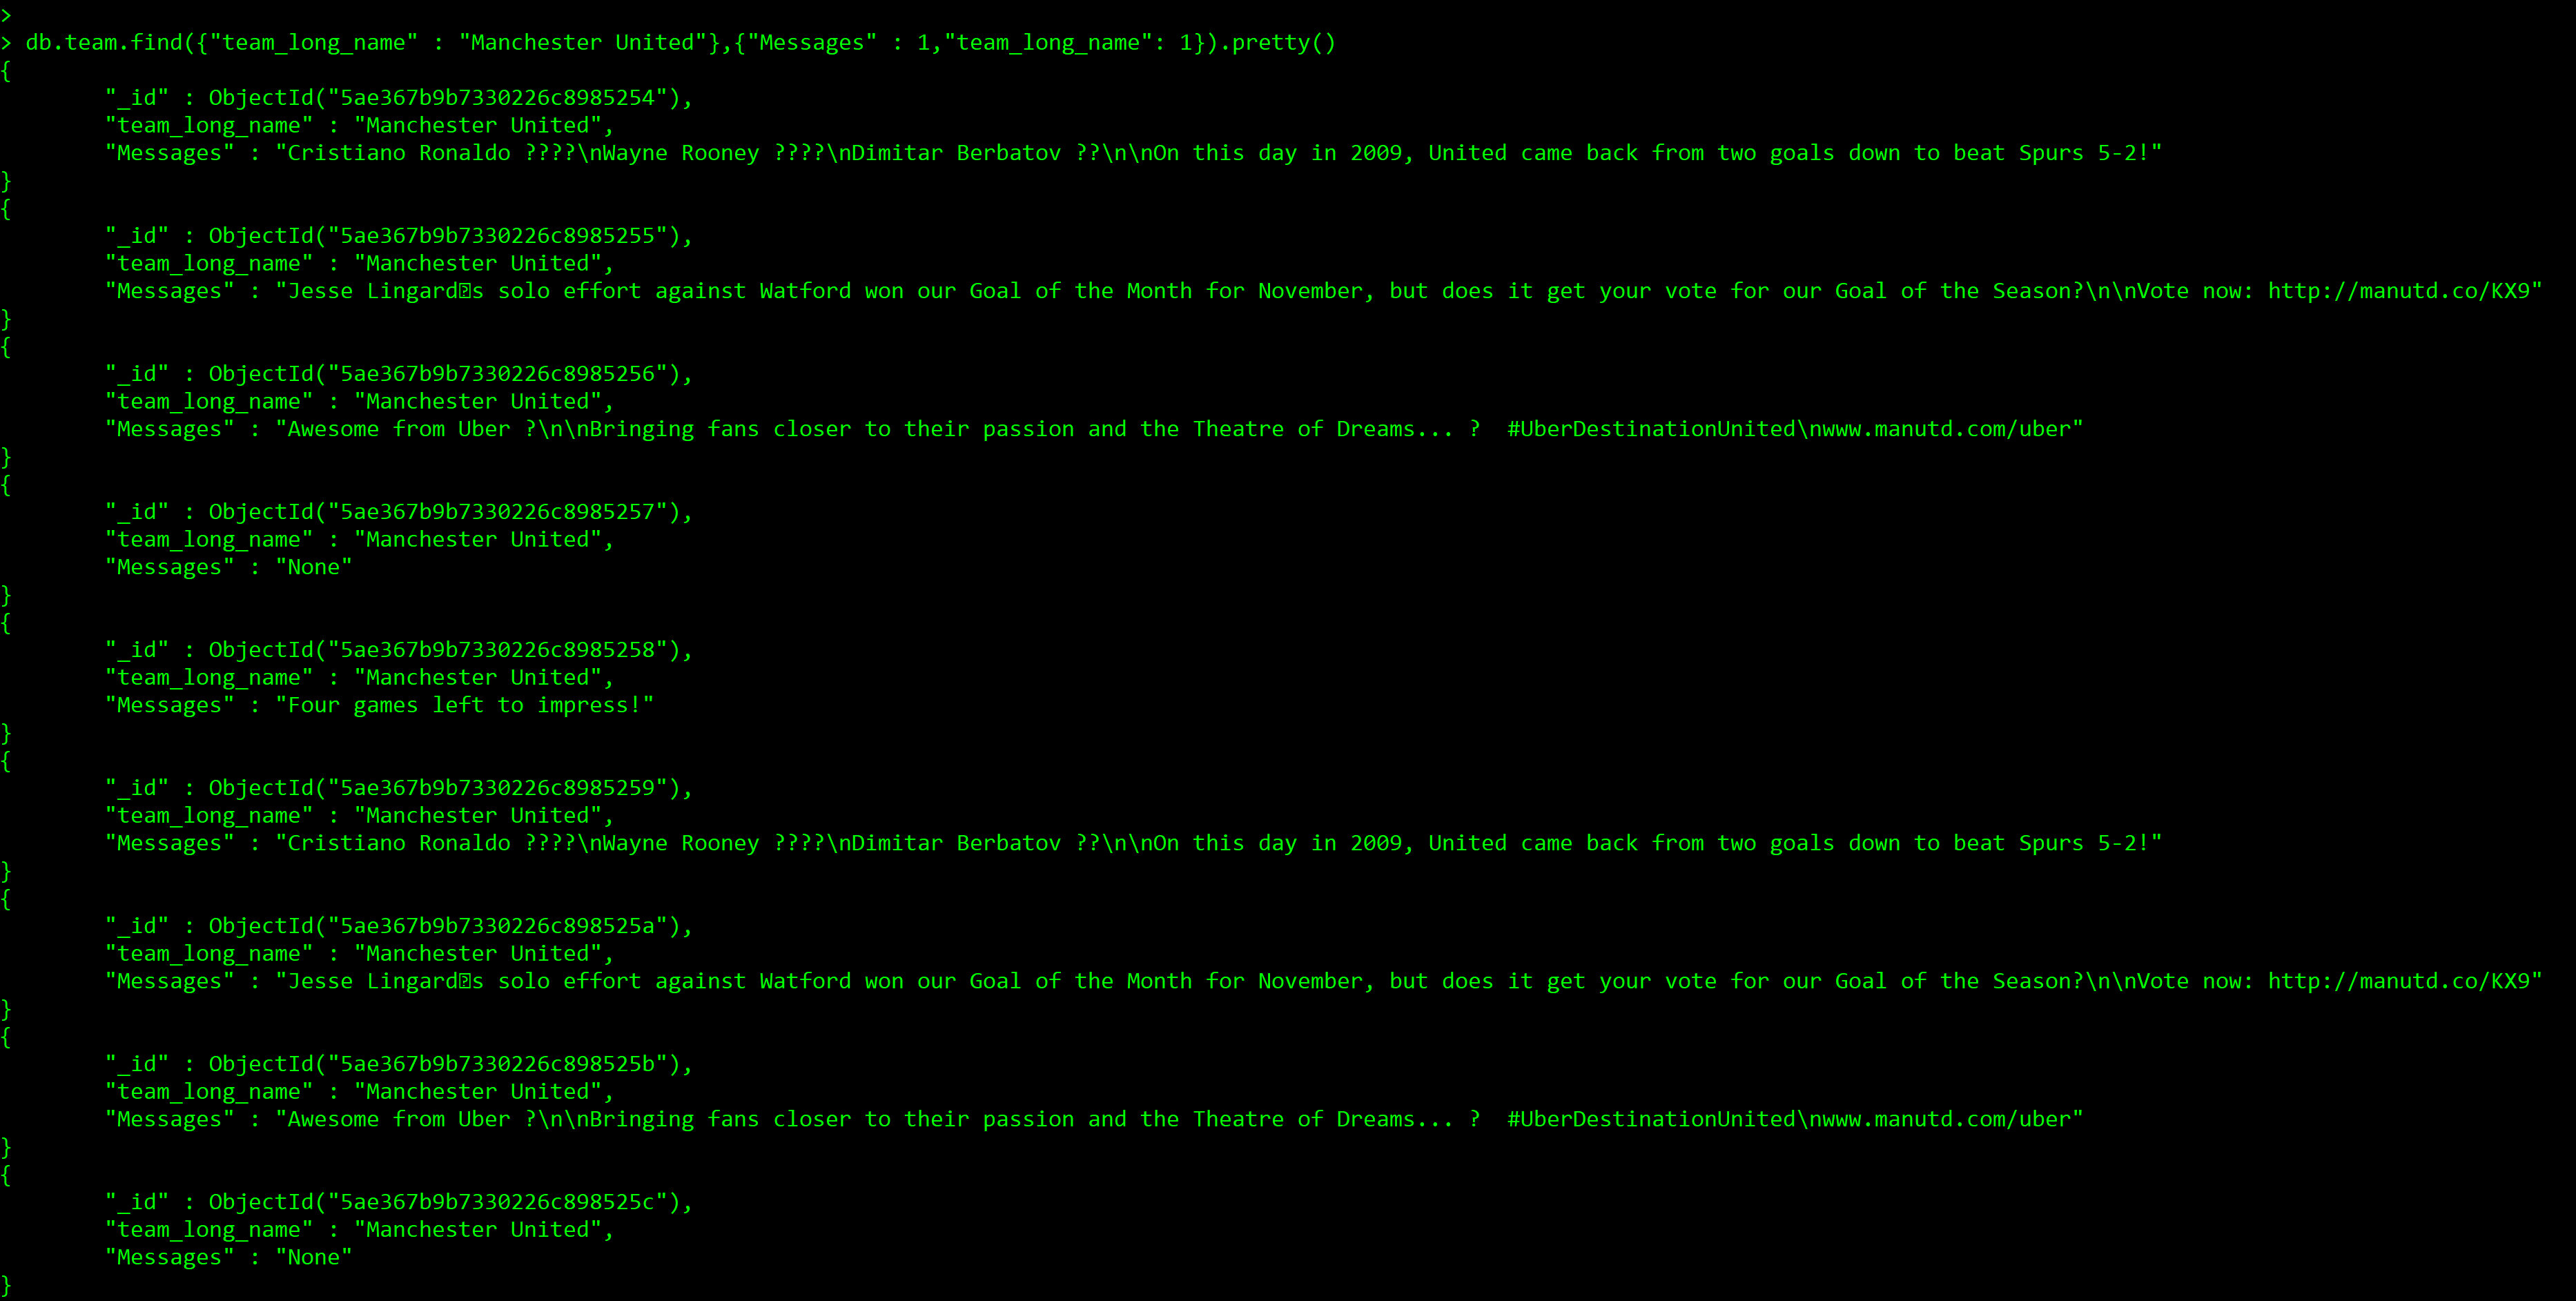 >
> db.team.find({"team_long_name" : "Manchester United"},{"Messages" : 1,"team_long_name": 1}).pretty()
{
        "_id" : ObjectId("5ae367b9b7330226c8985254"),
        "team_long_name" : "Manchester United",
        "Messages" : "Cristiano Ronaldo ????\nWayne Rooney ????\nDimitar Berbatov ??\n\nOn this day in 2009, United came back from two goals down to beat Spurs 5-2!"
}
{
        "_id" : ObjectId("5ae367b9b7330226c8985255"),
        "team_long_name" : "Manchester United",
        "Messages" : "Jesse Lingard�s solo effort against Watford won our Goal of the Month for November, but does it get your vote for our Goal of the Season?\n\nVote now: http://manutd.co/KX9"
}
{
        "_id" : ObjectId("5ae367b9b7330226c8985256"),
        "team_long_name" : "Manchester United",
        "Messages" : "Awesome from Uber ?\n\nBringing fans closer to their passion and the Theatre of Dreams... ?  #UberDestinationUnited\nwww.manutd.com/uber"
}
{
        "_id" : ObjectId("5ae367b9b7330226c8985257"),
        "team_long_name" : "Manchester United",
        "Messages" : "None"
}
{
        "_id" : ObjectId("5ae367b9b7330226c8985258"),
        "team_long_name" : "Manchester United",
        "Messages" : "Four games left to impress!"
}
{
        "_id" : ObjectId("5ae367b9b7330226c8985259"),
        "team_long_name" : "Manchester United",
        "Messages" : "Cristiano Ronaldo ????\nWayne Rooney ????\nDimitar Berbatov ??\n\nOn this day in 2009, United came back from two goals down to beat Spurs 5-2!"
}
{
        "_id" : ObjectId("5ae367b9b7330226c898525a"),
        "team_long_name" : "Manchester United",
        "Messages" : "Jesse Lingard�s solo effort against Watford won our Goal of the Month for November, but does it get your vote for our Goal of the Season?\n\nVote now: http://manutd.co/KX9"
}
{
        "_id" : ObjectId("5ae367b9b7330226c898525b"),
        "team_long_name" : "Manchester United",
        "Messages" : "Awesome from Uber ?\n\nBringing fans closer to their passion and the Theatre of Dreams... ?  #UberDestinationUnited\nwww.manutd.com/uber"
}
{
        "_id" : ObjectId("5ae367b9b7330226c898525c"),
        "team_long_name" : "Manchester United",
        "Messages" : "None"
}